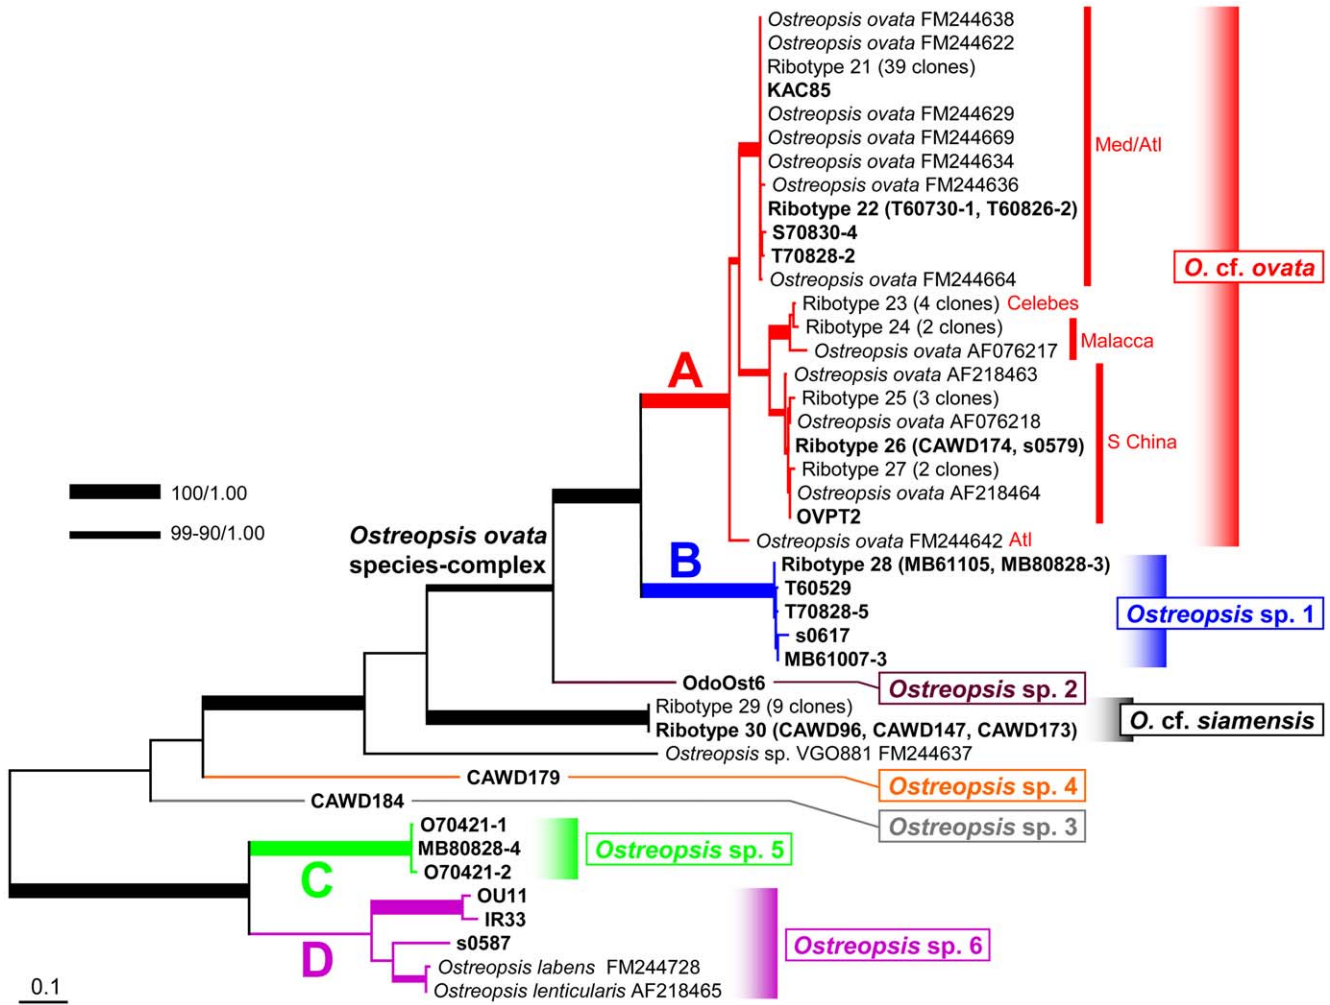 Ostreopsis ovata FM244638
Ostreopsis ovata FM244622
Ribotype 21 (39 clones)
KAC85
Ostreopsis ovata FM244629
Ostreopsis ovata FM244669
Med/Atl
Ostreopsis ovata FM244634
Ostreopsis ovata FM244636
Ribotype 22 (T60730-1, T60826-2)
S70830-4
T70828-2
O. cf. ovata
Ostreopsis ovata FM244664
Ribotype 23 (4 clones) Celebes
Ribotype 24 (2 clones)
Malacca
Ostreopsis ovata AF076217
A
Ostreopsis ovata AF218463
Ribotype 25 (3 clones)
Ostreopsis ovata AF076218
Ribotype 26 (CAWD174, s0579)
S China
Ribotype 27 (2 clones)
Ostreopsis ovata AF218464
OVPT2
100/1.00
99-90/1.00
Ostreopsis ovata
species-complex
Ostreopsis ovata FM244642 Atl
B
Ribotype 28 (MB61105, MB80828-3)
T60529
T70828-5
Ostreopsis sp. 1
s0617
MB61007-3
OdoOst6
Ostreopsis sp. 2
Ribotype 29 (9 clones)
Ribotype 30 (CAWD96, CAWD147, CAWD173)
O. cf. siamensis
Ostreopsis sp. VGO881 FM244637
CAWD179
Ostreopsis sp. 4
CAWD184
Ostreopsis sp. 3
O70421-1
MB80828-4
Ostreopsis sp. 5
O70421-2
C
OU11
IR33
s0587
Ostreopsis sp. 6
D
Ostreopsis labens FM244728
Ostreopsis lenticularis AF218465
0.1